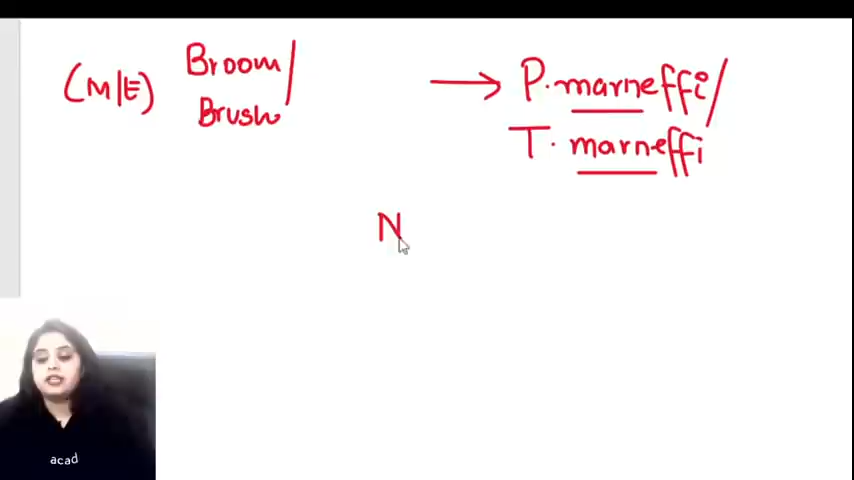 (M/E) Broom/
Brush
→ P. marneffi/
T. marneffi
N
acad